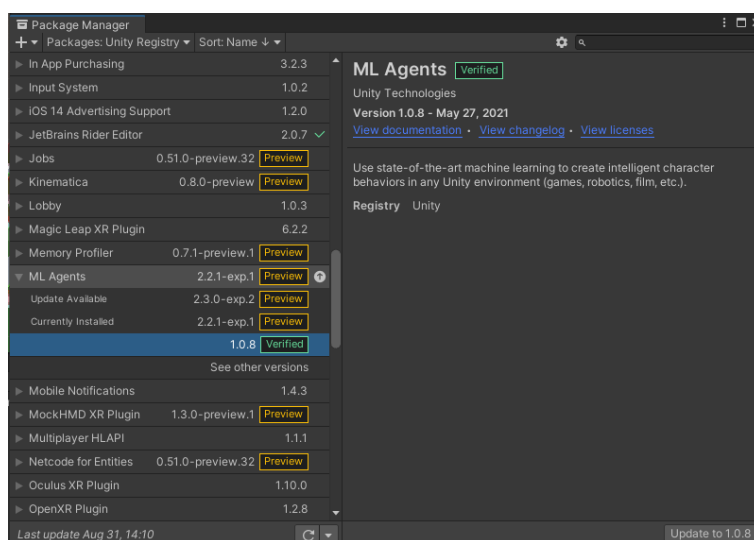 Package Manager
+ Packages: Unity Registry Sort: Name ↓
In App Purchasing 3.2.3
Input System 1.0.2
iOS 14 Advertising Support 1.2.0
JetBrains Rider Editor 2.0.7 ✓
Jobs 0.51.0-preview.32 Preview
Kinematica 0.8.0-preview Preview
Lobby 1.0.3
Magic Leap XR Plugin 6.2.2
Memory Profiler 0.7.1-preview.1 Preview
ML Agents 2.2.1-exp.1 Preview
Update Available 2.3.0-exp.2 Preview
Currently Installed 2.2.1-exp.1 Preview
1.0.8 Verified
See other versions
Mobile Notifications 1.4.3
MockHMD XR Plugin 1.3.0-preview.1 Preview
Multiplayer HLAPI 1.1.1
Netcode for Entities 0.51.0-preview.32 Preview
Oculus XR Plugin 1.10.0
OpenXR Plugin 1.2.8
Last update Aug 31, 14:10
ML Agents Verified
Unity Technologies
Version 1.0.8 - May 27, 2021
View documentation • View changelog • View licenses
Use state-of-the-art machine learning to create intelligent character
behaviors in any Unity environment (games, robotics, film, etc.).
Registry Unity
Update to 1.0.8